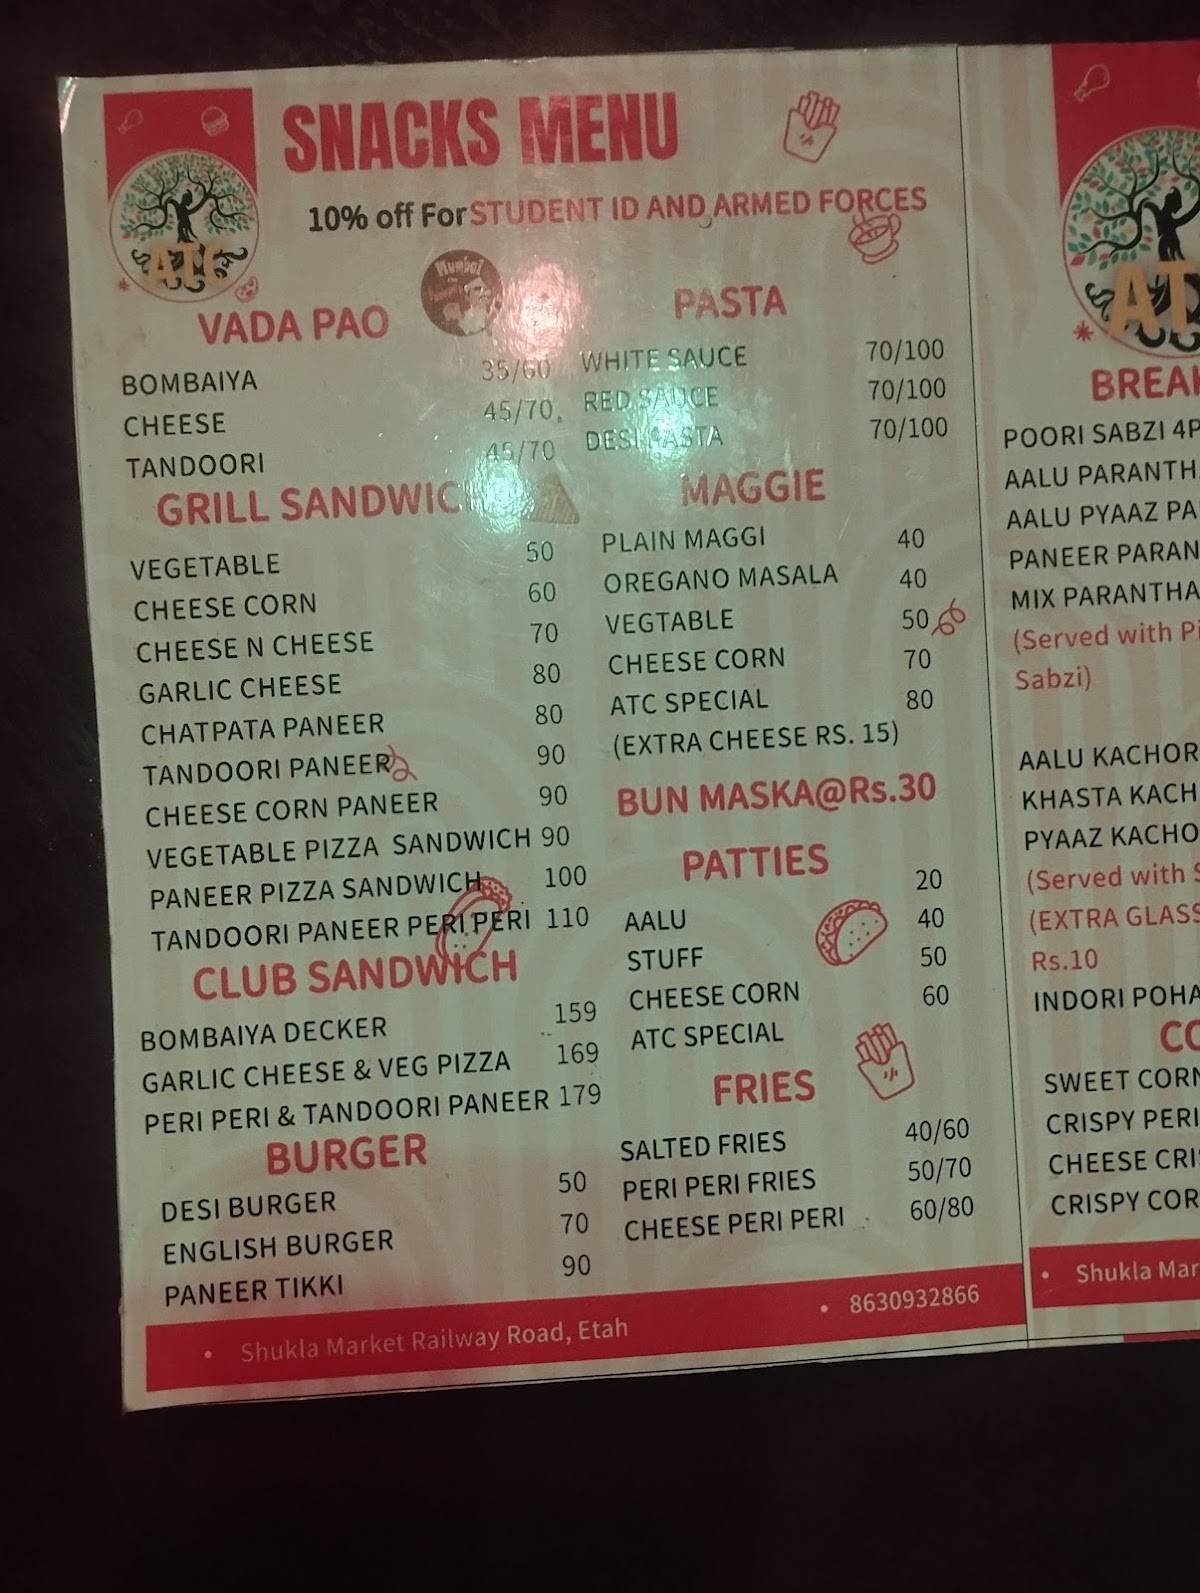 SNACKS MENU
10% off For STUDENT ID AND ARMED FORCES
ATC
Mumbai
VADA PAO
BOMBAIYA 35/60
CHEESE 45/70
TANDOORI 45/70
GRILL SANDWICH
VEGETABLE 50
CHEESE CORN 60
CHEESE N CHEESE 70
GARLIC CHEESE 80
CHATPATA PANEER 80
TANDOORI PANEER 90
CHEESE CORN PANEER 90
VEGETABLE PIZZA SANDWICH 90
PANEER PIZZA SANDWICH 100
TANDOORI PANEER PERI PERI 110
CLUB SANDWICH
BOMBAIYA DECKER 159
GARLIC CHEESE & VEG PIZZA 169
PERI PERI & TANDOORI PANEER 179
BURGER
DESI BURGER 50
ENGLISH BURGER 70
PANEER TIKKI 90
PASTA
WHITE SAUCE 70/100
RED SAUCE 70/100
DESI PASTA 70/100
MAGGIE
PLAIN MAGGI 40
OREGANO MASALA 40
VEGTABLE 50
CHEESE CORN 70
ATC SPECIAL 80
(EXTRA CHEESE RS. 15)
BUN MASKA@Rs.30
PATTIES
AALU 20
STUFF 40
CHEESE CORN 50
ATC SPECIAL 60
FRIES
SALTED FRIES 40/60
PERI PERI FRIES 50/70
CHEESE PERI PERI 60/80
• Shukla Market Railway Road, Etah • 8630932866
AT
BREA
POORI SABZI 4P
AALU PARANTH
AALU PYAAZ PA
PANEER PARAN
MIX PARANTHA
(Served with Pi
Sabzi)
AALU KACHOR
KHASTA KACH
PYAAZ KACHO
(Served with S
(EXTRA GLASS
Rs.10
INDORI POHA
CO
SWEET CORN
CRISPY PERI
CHEESE CRI
CRISPY COR
• Shukla Mar